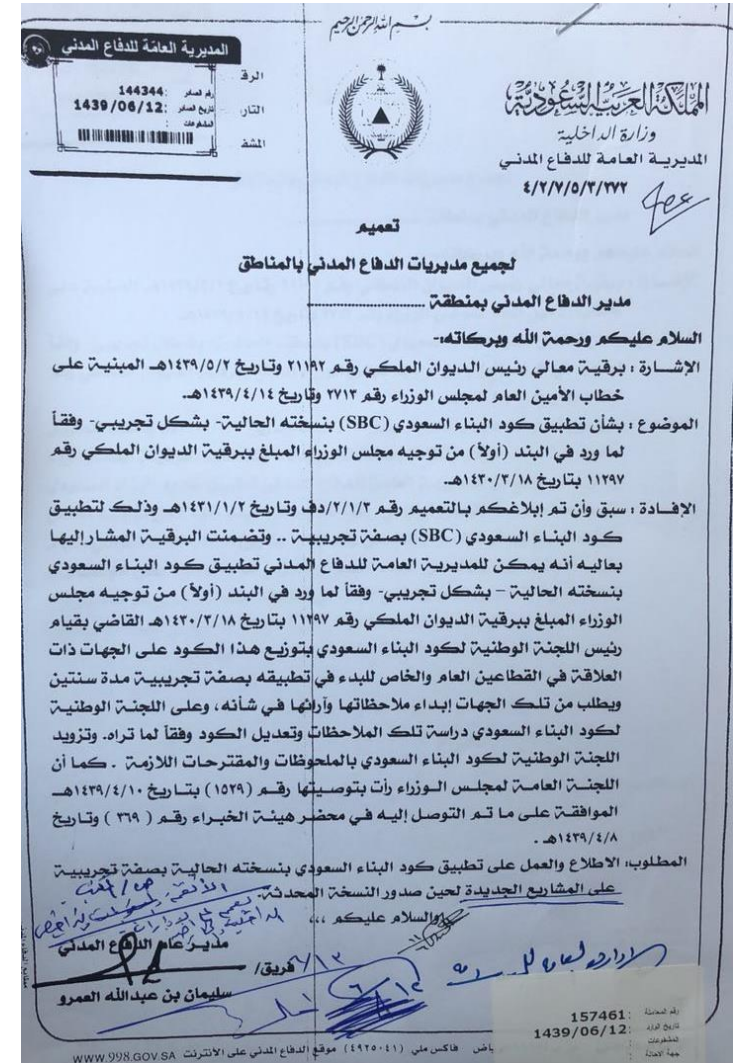 بسم الله الرحمن الرحيم
المملكة العربية السعودية
وزارة الداخلية
المديرية العامة للدفاع المدني
٤/٢/٧/٥/٣/٢٧٢
المديرية العامة للدفاع المدني
رقم الصادر : 144344
تاريخ الصادر : 1439/06/12
المشفوعات :
الرق
التار
المشف
تعميم
لجميع مديريات الدفاع المدني بالمناطق
مدير الدفاع المدني بمنطقة ..............
السلام عليكم ورحمة الله وبركاته:-
الإشـــارة : برقية معالي رئيس الديوان الملكي رقم ٢١١٩٢ وتاريخ ١٤٣٩/٥/٢هـ المبنية على
خطاب الأمين العام لمجلس الوزراء رقم ٢٧١٣ وتاريخ ١٤٣٩/٤/١٤هـ.
الموضوع : بشأن تطبيق كود البناء السعودي (SBC) بنسخته الحالية- بشكل تجريبي- وفقاً
لما ورد في البند (أولاً) من توجيه مجلس الوزراء المبلغ ببرقية الديوان الملكي رقم
١١٢٩٧ بتاريخ ١٤٣٠/٣/١٨هـ.
الإفـادة : سبق وأن تم إبلاغكم بالتعميم رقم ٢/١/٣/دف وتاريخ ١٤٣١/١/٢هـ وذلك لتطبيق
كود البناء السعودي (SBC) بصفة تجريبية .. وتضمنت البرقية المشار إليها
بعاليه أنه يمكن للمديرية العامة للدفاع المدني تطبيق كود البناء السعودي
بنسخته الحالية – بشكل تجريبي- وفقاً لما ورد في البند (أولاً) من توجيه مجلس
الوزراء المبلغ ببرقية الديوان الملكي رقم ١١٢٩٧ بتاريخ ١٤٣٠/٣/١٨هـ القاضي بقيام
رئيس اللجنة الوطنية لكود البناء السعودي بتوزيع هذا الكود على الجهات ذات
العلاقة في القطاعين العام والخاص للبدء في تطبيقه بصفة تجريبية مدة سنتين
ويطلب من تلك الجهات إبداء ملاحظاتها وآرائها في شأنه، وعلى اللجنة الوطنية
لكود البناء السعودي دراسة تلك الملاحظات وتعديل الكود وفقاً لما تراه. وتزويد
اللجنة الوطنية لكود البناء السعودي بالملحوظات والمقترحات اللازمة . كما أن
اللجنة العامة لمجلس الوزراء رأت بتوصيتها رقم (١٥٢٩) بتاريخ ١٤٣٩/٤/١٠هـ
الموافقة على ما تم التوصل إليه في محضر هيئة الخبراء رقم ( ٣٦٩ ) وتاريخ
١٤٣٩/٤/٨هـ .
المطلوب: الاطلاع والعمل على تطبيق كود البناء السعودي بنسخته الحالية بصفة تجريبية
على المشاريع الجديدة لحين صدور النسخة المحدثة.
والسلام عليكم ،،،
مدير عام الدفاع المدني
فريق/
سليمان بن عبدالله العمرو
٦/١٣
رقم المعاملة : 157461
تاريخ الوارد : 1439/06/12
المشفوعات :
جهة الاحالة :
ياض فاكس ملي (٤٩٢٥٠٤١) موقع الدفاع المدني على الانترنت WWW.998.GOV.SA